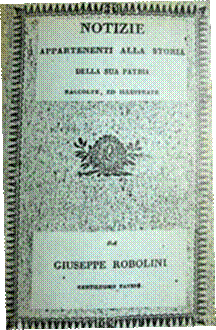 NOTIZIE
APPARTENENTI ALLA STORIA
DELLA SUA PATRIA
RACCOLTE, ED ILLUSTRATE
DA
GIUSEPPE ROBOLINI
GENTILUOMO PAVESE